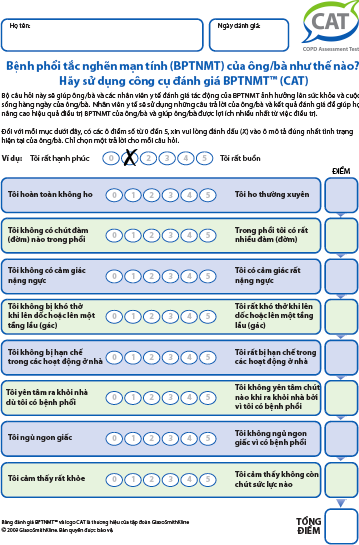 Họ tên:
Ngày đánh giá:
CAT
COPD Assessment Test
Bệnh phổi tắc nghẽn mạn tính (BPTNMT) của ông/bà như thế nào?
Hãy sử dụng công cụ đánh giá BPTNMT™ (CAT)
Bộ câu hỏi này sẽ giúp ông/bà và các nhân viên y tế đánh giá tác động của BPTNMT ảnh hưởng lên sức khỏe và cuộc
sống hàng ngày của ông/bà. Nhân viên y tế sẽ sử dụng những câu trả lời của ông/bà và kết quả đánh giá để giúp họ
nâng cao hiệu quả điều trị BPTNMT của ông/bà và giúp ông/bà được lợi ích nhiều nhất từ việc điều trị.
Đối với mỗi mục dưới đây, có các ô điểm số từ 0 đến 5, xin vui lòng đánh dấu (X) vào ô mô tả đúng nhất tình trạng
hiện tại của ông/bà. Chỉ chọn một trả lời cho mỗi câu hỏi.
Ví dụ: Tôi rất hạnh phúc 0 X 2 3 4 5 Tôi rất buồn
ĐIỂM
Tôi hoàn toàn không ho 0 1 2 3 4 5 Tôi ho thường xuyên
Tôi không có chút đàm
(đờm) nào trong phổi
0 1 2 3 4 5
Trong phổi tôi có rất
nhiều đàm (đờm)
Tôi không có cảm giác
nặng ngực
0 1 2 3 4 5
Tôi có cảm giác rất
nặng ngực
Tôi không bị khó thở
khi lên dốc hoặc lên một
tầng lầu (gác)
0 1 2 3 4 5
Tôi rất khó thở khi lên
dốc hoặc lên một tầng
lầu (gác)
Tôi không bị hạn chế
trong các hoạt động ở nhà
0 1 2 3 4 5
Tôi rất bị hạn chế trong
các hoạt động ở nhà
Tôi yên tâm ra khỏi nhà
dù tôi có bệnh phổi
0 1 2 3 4 5
Tôi không yên tâm chút
nào khi ra khỏi nhà bởi
vì tôi có bệnh phổi
Tôi ngủ ngon giấc 0 1 2 3 4 5
Tôi không ngủ ngon
giấc vì có bệnh phổi
Tôi cảm thấy rất khỏe 0 1 2 3 4 5
Tôi cảm thấy không còn
chút sức lực nào
Bảng đánh giá BPTNMT™ và logo CAT là thương hiệu của tập đoàn GlaxoSmithKline
© 2009 GlaxoSmithKline. Bản quyền được bảo vệ.
TỔNG
ĐIỂM